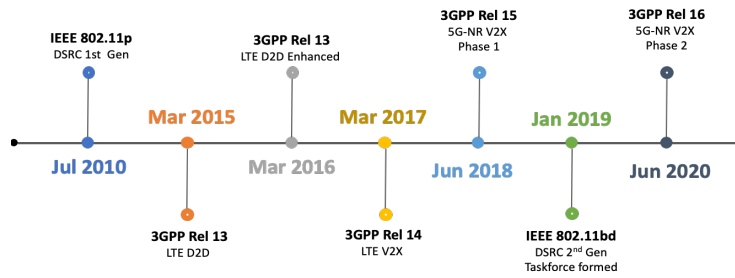 IEEE 802.11p
DSRC 1st  Gen
Jul 2010
Mar 2015
3GPP Rel 13
LTE D2D
3GPP Rel 13
LTE D2D Enhanced
Mar 2016
Mar 2017
3GPP Rel 14
LTE V2X
3GPP Rel 15
5G-NR V2X
Phase 1
Jun 2018
Jan 2019
IEEE 802.11bd
DSRC 2nd Gen
Taskforce formed
3GPP Rel 16
5G-NR V2X
Phase 2
Jun 2020